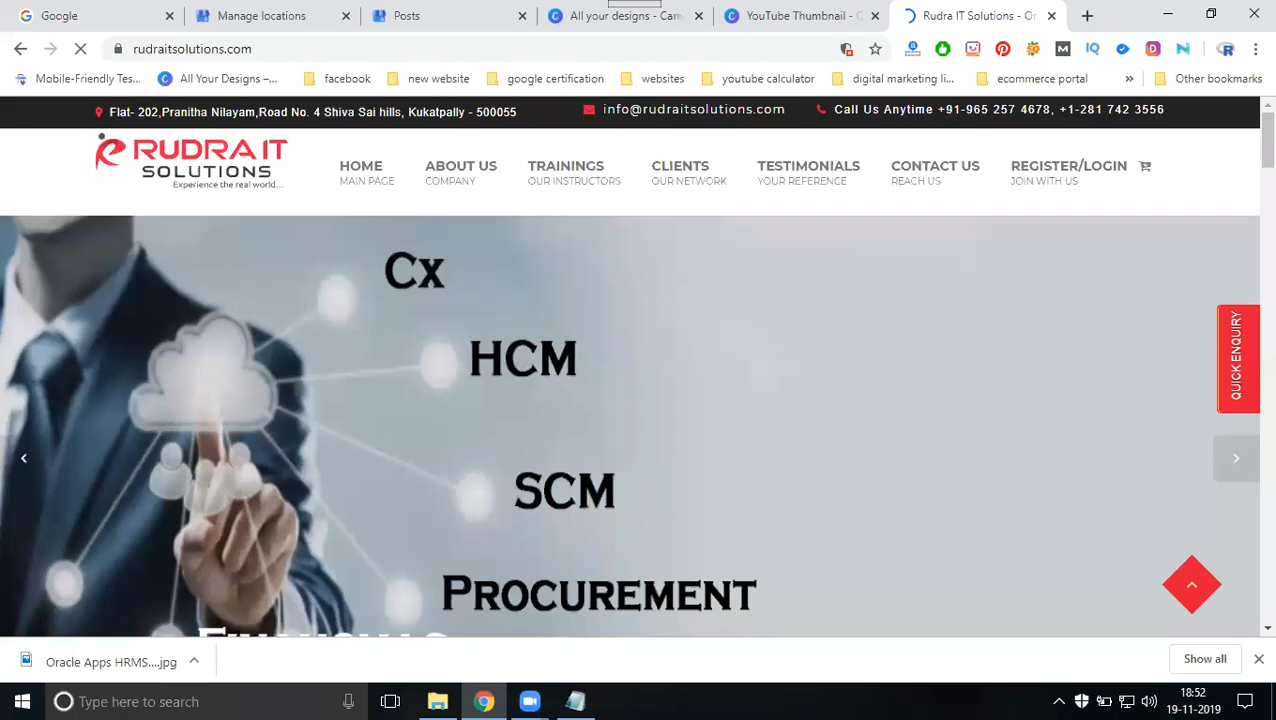 Google
Manage locations
Posts
All your designs - Can
YouTube Thumbnail - C
Rudra IT Solutions - Or
rudraitsolutions.com
Mobile-Friendly Tes...
All Your Designs –...
facebook
new website
google certification
websites
youtube calculator
digital marketing li...
ecommerce portal
Other bookmarks
Flat- 202,Pranitha Nilayam,Road No. 4 Shiva Sai hills, Kukatpally - 500055
info@rudraitsolutions.com
Call Us Anytime +91-965 257 4678, +1-281 742 3556
RUDRA IT
SOLUTIONS
Experience the real world...
HOME
MAIN PAGE
ABOUT US
COMPANY
TRAININGS
OUR INSTRUCTORS
CLIENTS
OUR NETWORK
TESTIMONIALS
YOUR REFERENCE
CONTACT US
REACH US
REGISTER/LOGIN
JOIN WITH US
Cx
HCM
SCM
PROCUREMENT
QUICK ENQUIRY
Oracle Apps HRMS....jpg
Show all
Type here to search
18:52
19-11-2019